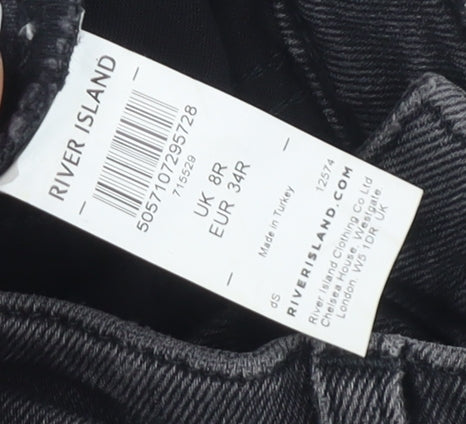 RIVER ISLAND
5057107295728
715529
UK 8R
EUR 34R
Made in Turkey
12574
dS
RIVERISLAND.COM
River Island Clothing Co Ltd
Chelsea House, Westgate
London, W5 1DR UK